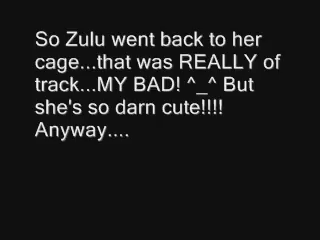 So Zulu went back to her
cage...that was REALLY of
track...MY BAD! ^_^ But
she's so darn cute!!!!
Anyway....